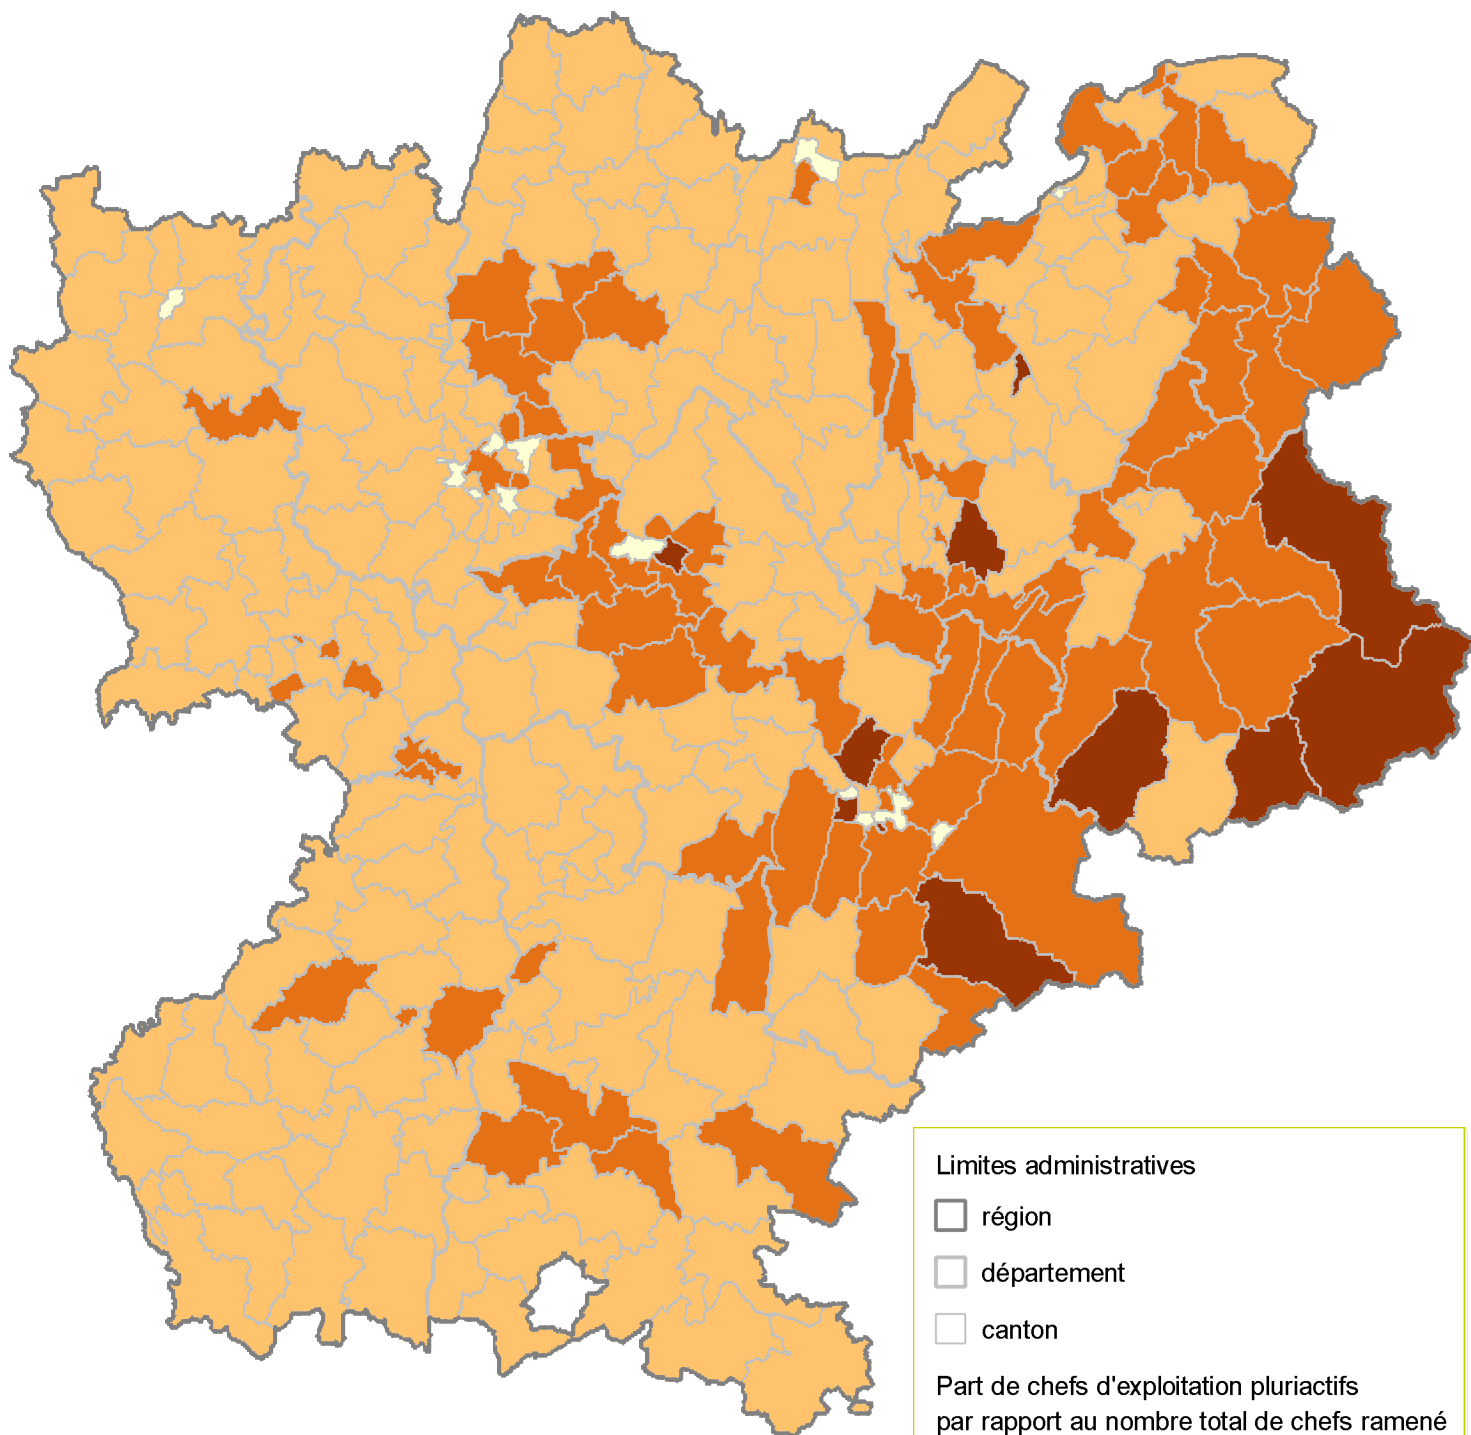 Limites administratives
région
département
canton
Part de chefs d'exploitation pluriactifs
par rapport au nombre total de chefs ramené